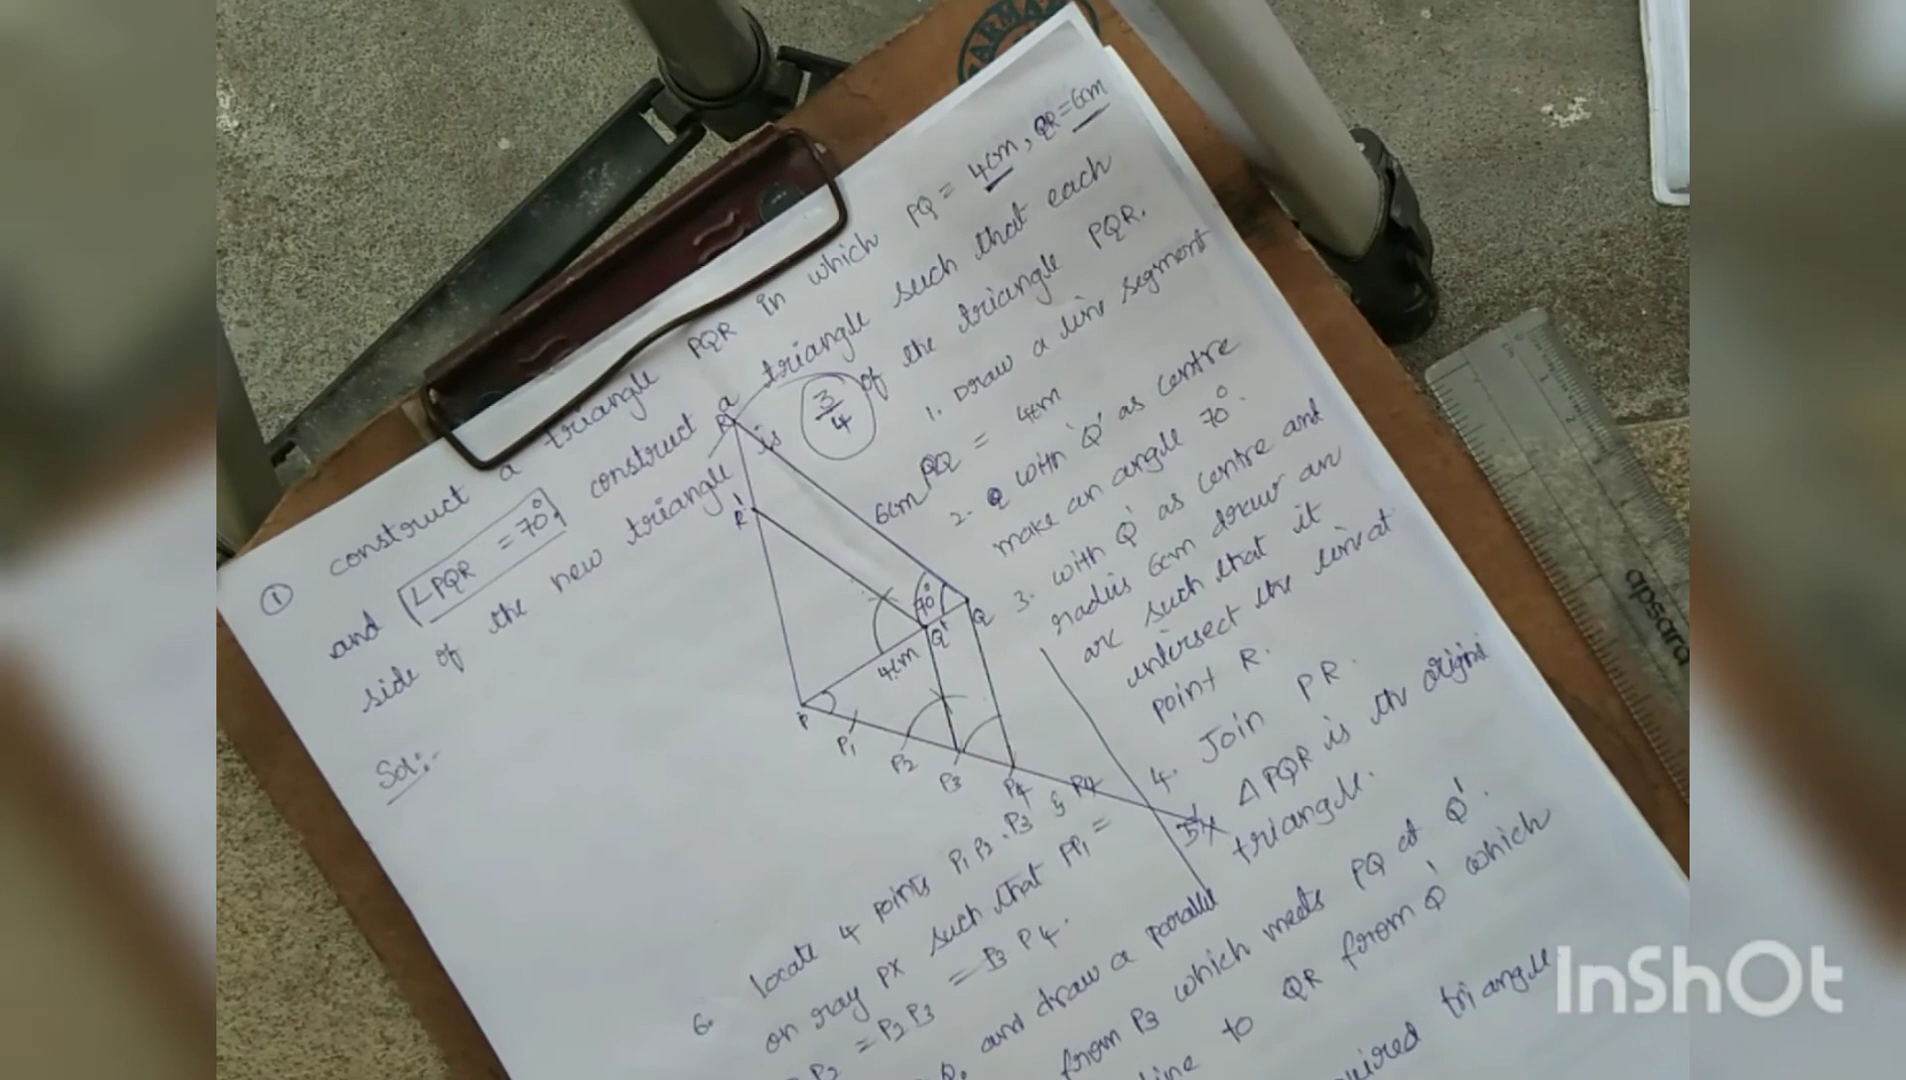 ① construct a triangle PQR in which PQ = 4cm, QR = 6cm
and ∠PQR = 70°. construct a triangle such that each
side of the new triangle is 3/4 of the triangle PQR.
Sol:-
R
R'
6cm
70°
Q'
Q
4cm
P
P1
P2
P3
P4
1. Draw a line segment
PQ = 4cm
2. Q with 'Q' as centre
make an angle 70°.
3. with 'Q' as centre and
radius 6cm draw an
arc such that it
intersect the line at
point R.
4. Join PR.
Δ PQR is the
triangle.
6. locate 4 points P1 P2 . P3 & P4
on ray PX such that PP1 =
P2 = P2 P3 = P3 P4.
and draw a parallel
from P3 which meets PQ at Q'.
to QR from Q' which
triangle
apsara
InShOt